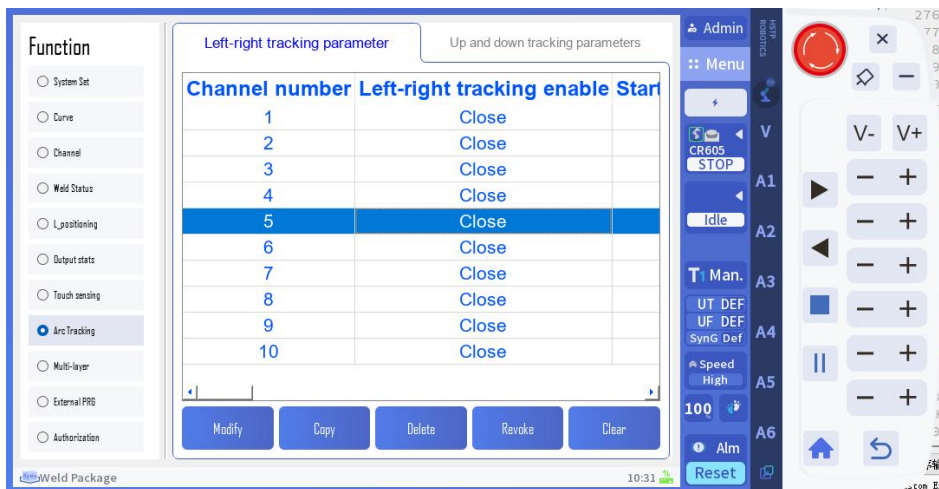 Function
System Set
Curve
Channel
Weld Status
L_positioning
Output stats
Touch sensing
Arc Tracking
Multi-layer
External PRG
Authorization
Left-right tracking parameter
Up and down tracking parameters
Channel number Left-right tracking enable Start
1 Close
2 Close
3 Close
4 Close
5 Close
6 Close
7 Close
8 Close
9 Close
10 Close
Modify Copy Delete Revoke Clear
Weld Package
10:31
Admin
Menu
CR605
STOP
Idle
T1 Man.
UT DEF
UF DEF
SynG Def
Speed
High
100 %
Alm
Reset
HSTP
ROBOTICS
V
A1
A2
A3
A4
A5
A6
V- V+
- +
- +
- +
- +
- +
- +
276
77